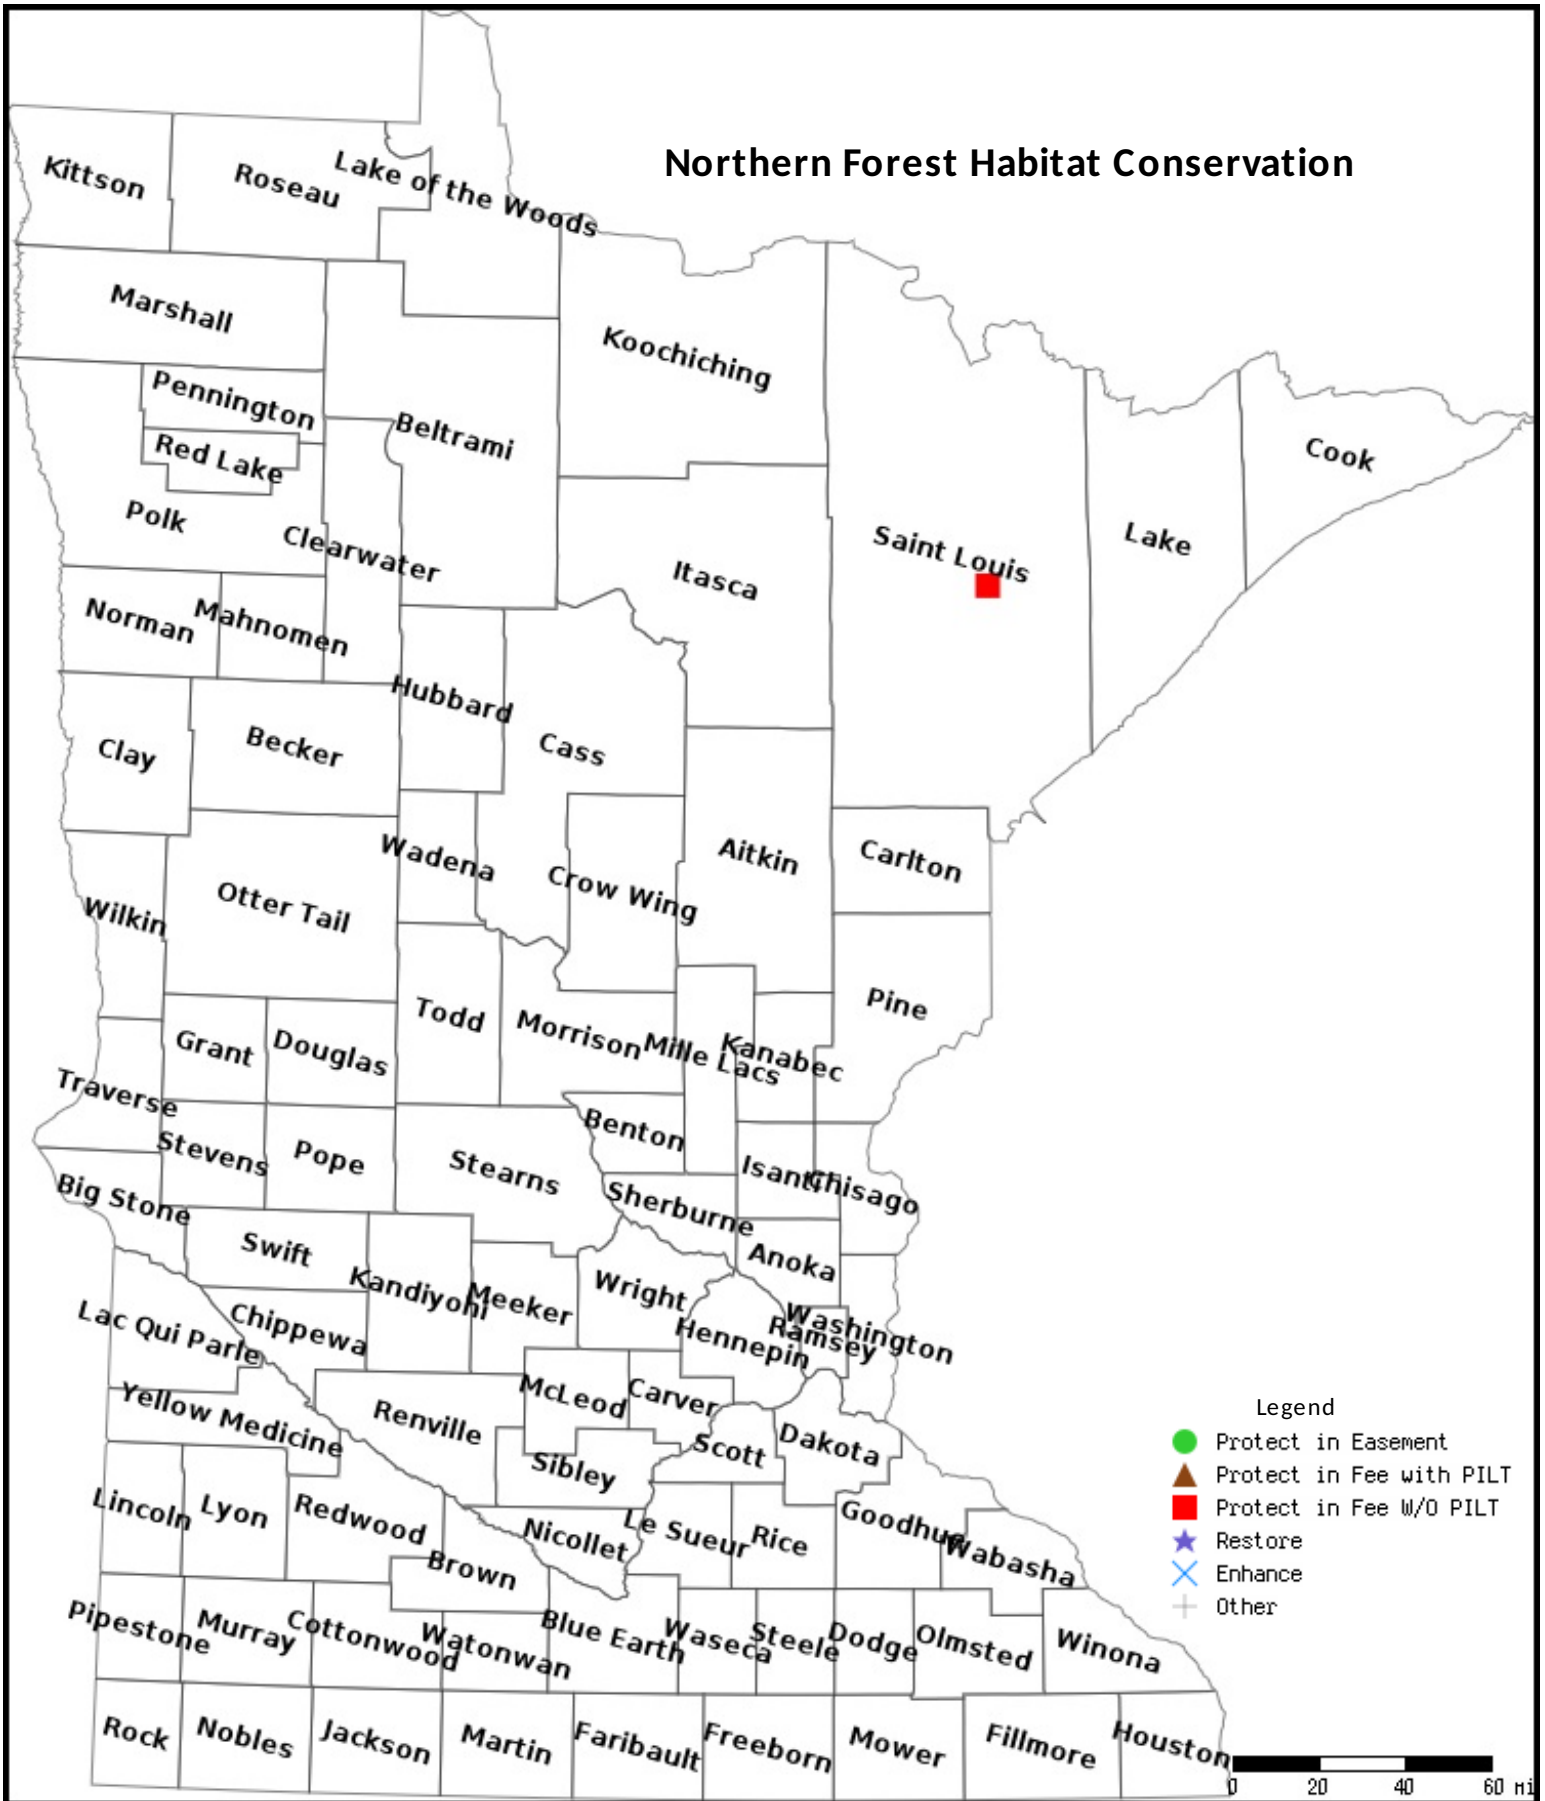 Northern Forest Habitat Conservation
Kittson
Roseau
Lake of the Woods
Marshall
Koochiching
Pennington
Beltrami
Red Lake
Cook
Polk
Clearwater
Saint Louis
Lake
Itasca
Norman
Mahnomen
Hubbard
Clay
Becker
Cass
Wadena
Aitkin
Carlton
Crow Wing
Otter Tail
Wilkin
Pine
Todd
Morrison
Mille Lacs
Kanabec
Grant
Douglas
Traverse
Benton
Stevens
Pope
Stearns
Isanti
Chisago
Big Stone
Sherburne
Swift
Anoka
Kandiyohi
Meeker
Wright
Lac Qui Parle
Chippewa
Hennepin
Ramsey
Washington
McLeod
Carver
Yellow Medicine
Renville
Scott
Dakota
Sibley
Lincoln
Lyon
Redwood
Nicollet
Le Sueur
Rice
Goodhue
Wabasha
Brown
Pipestone
Murray
Cottonwood
Watonwan
Blue Earth
Waseca
Steele
Dodge
Olmsted
Winona
Rock
Nobles
Jackson
Martin
Faribault
Freeborn
Mower
Fillmore
Houston
Legend
Protect in Easement
Protect in Fee with PILT
Protect in Fee W/O PILT
Restore
Enhance
Other
0 20 40 60 mi